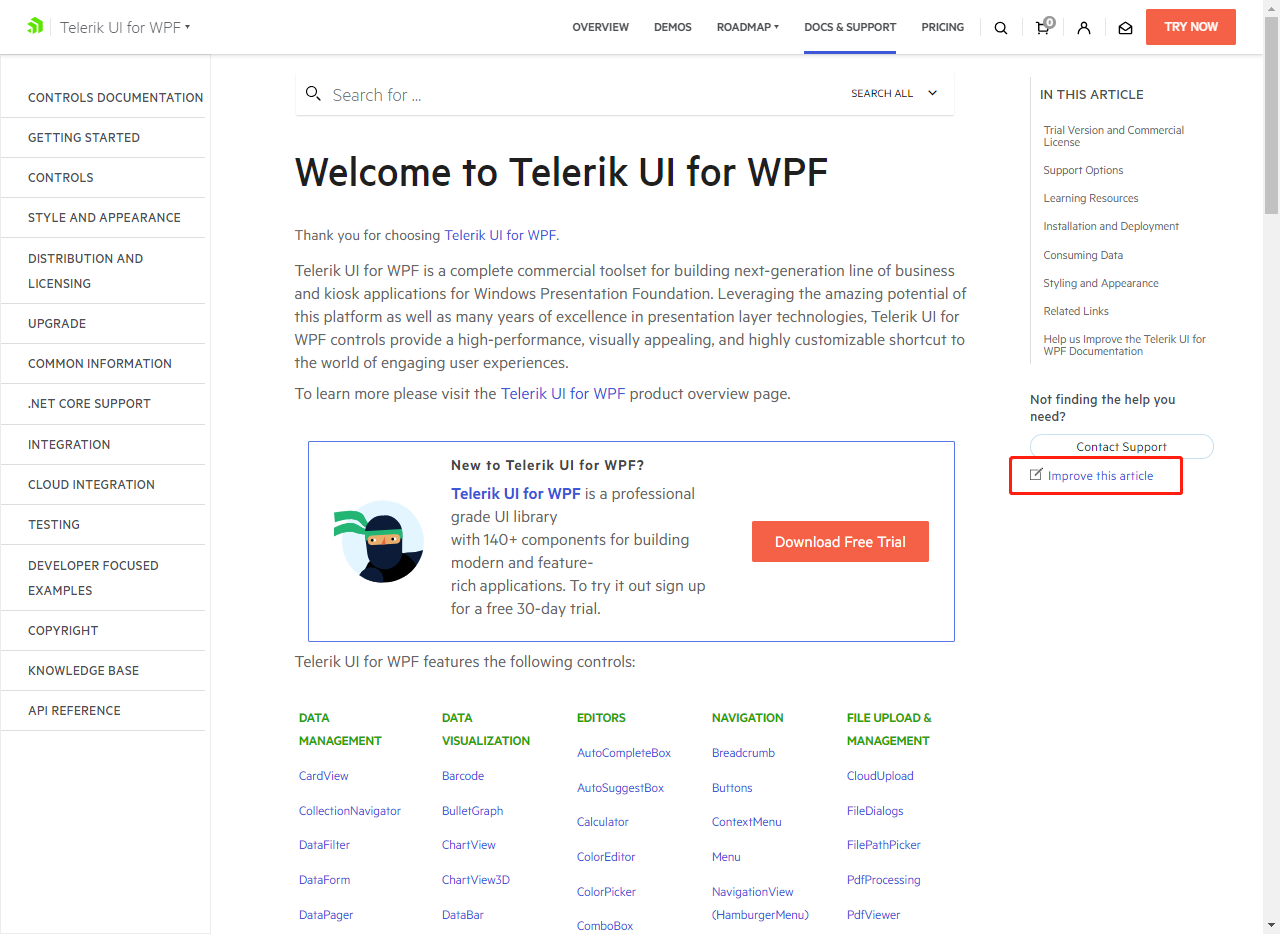 Telerik UI for WPF
OVERVIEW
DEMOS
ROADMAP
DOCS & SUPPORT
PRICING
0
TRY NOW
CONTROLS DOCUMENTATION
GETTING STARTED
CONTROLS
STYLE AND APPEARANCE
DISTRIBUTION AND
LICENSING
UPGRADE
COMMON INFORMATION
.NET CORE SUPPORT
INTEGRATION
CLOUD INTEGRATION
TESTING
DEVELOPER FOCUSED
EXAMPLES
COPYRIGHT
KNOWLEDGE BASE
API REFERENCE
Search for ...
SEARCH ALL
Welcome to Telerik UI for WPF
Thank you for choosing Telerik UI for WPF.
Telerik UI for WPF is a complete commercial toolset for building next-generation line of business
and kiosk applications for Windows Presentation Foundation. Leveraging the amazing potential of
this platform as well as many years of excellence in presentation layer technologies, Telerik UI for
WPF controls provide a high-performance, visually appealing, and highly customizable shortcut to
the world of engaging user experiences.
To learn more please visit the Telerik UI for WPF product overview page.
New to Telerik UI for WPF?
Telerik UI for WPF is a professional
grade UI library
with 140+ components for building
modern and feature-
rich applications. To try it out sign up
for a free 30-day trial.
Download Free Trial
Telerik UI for WPF features the following controls:
DATA
MANAGEMENT
CardView
CollectionNavigator
DataFilter
DataForm
DataPager
DATA
VISUALIZATION
Barcode
BulletGraph
ChartView
ChartView3D
DataBar
EDITORS
AutoCompleteBox
AutoSuggestBox
Calculator
ColorEditor
ColorPicker
ComboBox
NAVIGATION
Breadcrumb
Buttons
ContextMenu
Menu
NavigationView
(HamburgerMenu)
FILE UPLOAD &
MANAGEMENT
CloudUpload
FileDialogs
FilePathPicker
PdfProcessing
PdfViewer
IN THIS ARTICLE
Trial Version and Commercial
License
Support Options
Learning Resources
Installation and Deployment
Consuming Data
Styling and Appearance
Related Links
Help us Improve the Telerik UI for
WPF Documentation
Not finding the help you
need?
Contact Support
Improve this article